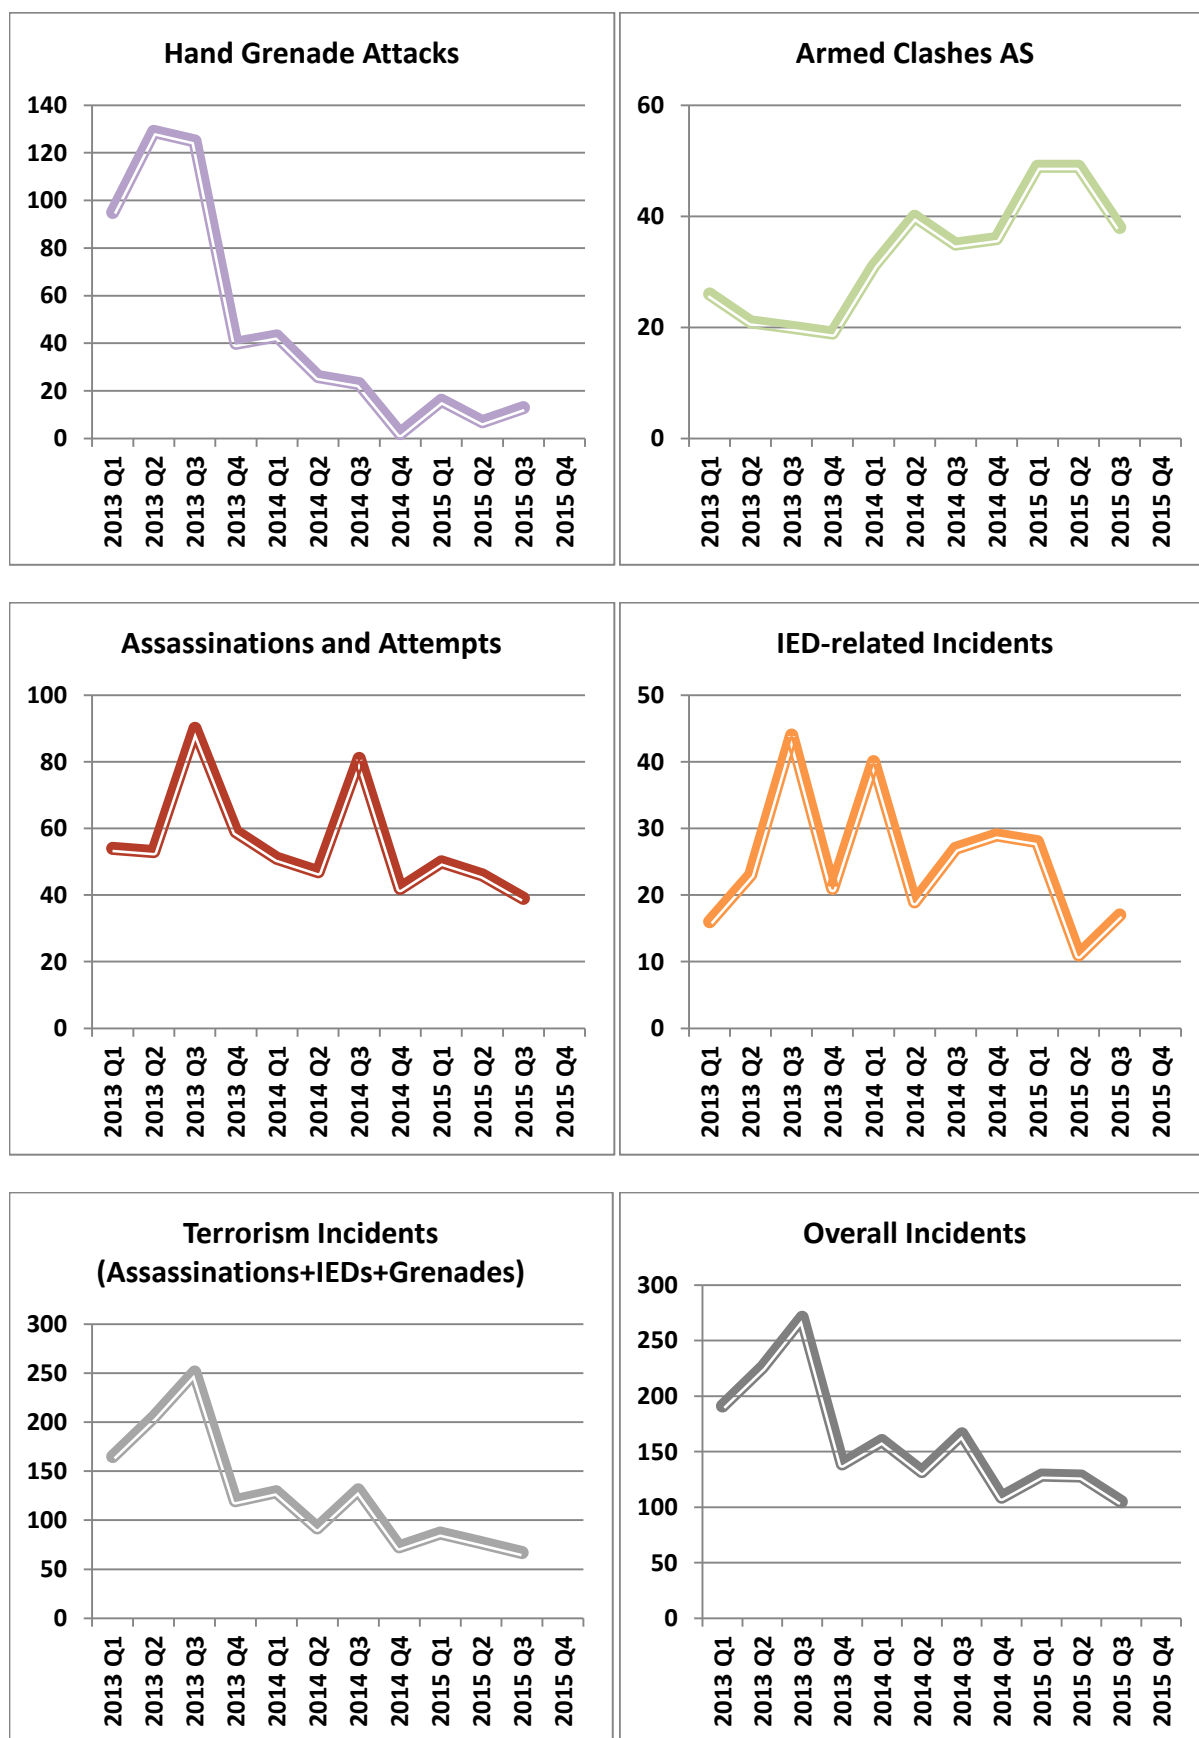 Hand Grenade Attacks
140
120
100
80
60
40
20
0
2013 Q1
2013 Q2
2013 Q3
2013 Q4
2014 Q1
2014 Q2
2014 Q3
2014 Q4
2015 Q1
2015 Q2
2015 Q3
2015 Q4
Armed Clashes AS
60
40
20
0
2013 Q1
2013 Q2
2013 Q3
2013 Q4
2014 Q1
2014 Q2
2014 Q3
2014 Q4
2015 Q1
2015 Q2
2015 Q3
2015 Q4
Assassinations and Attempts
100
80
60
40
20
0
2013 Q1
2013 Q2
2013 Q3
2013 Q4
2014 Q1
2014 Q2
2014 Q3
2014 Q4
2015 Q1
2015 Q2
2015 Q3
2015 Q4
IED-related Incidents
50
40
30
20
10
0
2013 Q1
2013 Q2
2013 Q3
2013 Q4
2014 Q1
2014 Q2
2014 Q3
2014 Q4
2015 Q1
2015 Q2
2015 Q3
2015 Q4
Terrorism Incidents
(Assassinations+IEDs+Grenades)
300
250
200
150
100
50
0
2013 Q1
2013 Q2
2013 Q3
2013 Q4
2014 Q1
2014 Q2
2014 Q3
2014 Q4
2015 Q1
2015 Q2
2015 Q3
2015 Q4
Overall Incidents
300
250
200
150
100
50
0
2013 Q1
2013 Q2
2013 Q3
2013 Q4
2014 Q1
2014 Q2
2014 Q3
2014 Q4
2015 Q1
2015 Q2
2015 Q3
2015 Q4